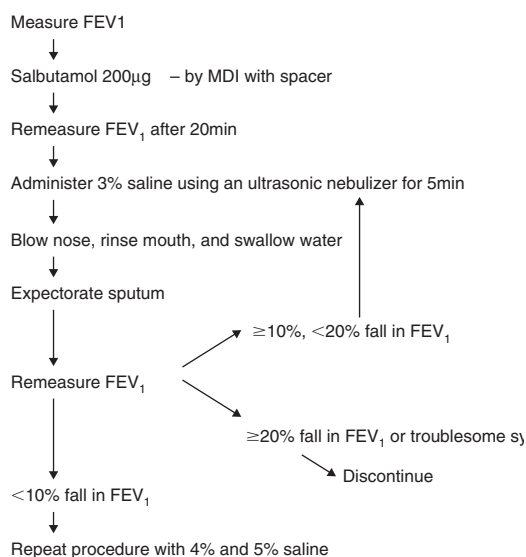 Measure FEV1
Salbutamol 200μg – by MDI with spacer
Remeasure FEV₁ after 20min
Administer 3% saline using an ultrasonic nebulizer for 5min
Blow nose, rinse mouth, and swallow water
Expectorate sputum
≥10%, <20% fall in FEV₁
Remeasure FEV₁
≥20% fall in FEV₁ or troublesome
Discontinue
<10% fall in FEV₁
Repeat procedure with 4% and 5% saline